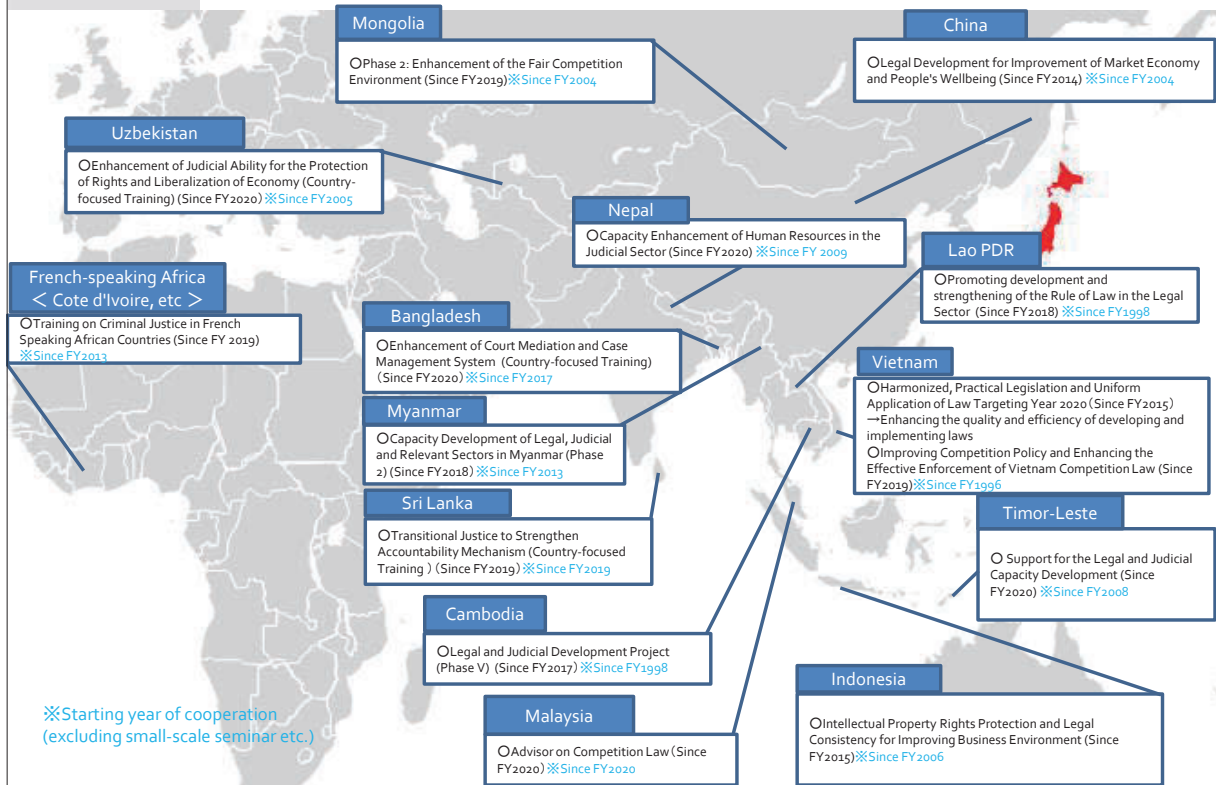 Mongolia
○Phase 2: Enhancement of the Fair Competition
Environment (Since FY2019)※Since FY2004
China
○Legal Development for Improvement of Market Economy
and People's Wellbeing (Since FY2014) ※Since FY2004
Uzbekistan
○Enhancement of Judicial Ability for the Protection
of Rights and Liberalization of Economy (Country-
focused Training) (Since FY2020) ※Since FY2005
Nepal
○Capacity Enhancement of Human Resources in the
Judicial Sector (Since FY2020) ※Since FY 2009
Lao PDR
○Promoting development and
strengthening of the Rule of Law in the Legal
Sector (Since FY2018) ※Since FY1998
French-speaking Africa
＜ Cote d'Ivoire, etc ＞
○Training on Criminal Justice in French
Speaking African Countries (Since FY 2019)
※Since FY2013
Bangladesh
○Enhancement of Court Mediation and Case
Management System (Country-focused Training)
(Since FY2020) ※Since FY2017
Vietnam
○Harmonized, Practical Legislation and Uniform
Application of Law Targeting Year 2020 (Since FY2015)
→Enhancing the quality and efficiency of developing and
implementing laws
○Improving Competition Policy and Enhancing the
Effective Enforcement of Vietnam Competition Law (Since
FY2019)※Since FY1996
Myanmar
○Capacity Development of Legal, Judicial
and Relevant Sectors in Myanmar (Phase
2) (Since FY2018) ※Since FY2013
Sri Lanka
○Transitional Justice to Strengthen
Accountability Mechanism (Country-focused
Training ) (Since FY2019) ※Since FY2019
Timor-Leste
○ Support for the Legal and Judicial
Capacity Development (Since
FY2020) ※Since FY2008
Cambodia
○Legal and Judicial Development Project
(Phase V) (Since FY2017) ※Since FY1998
Indonesia
○Intellectual Property Rights Protection and Legal
Consistency for Improving Business Environment (Since
FY2015)※Since FY2006
Malaysia
○Advisor on Competition Law (Since
FY2020) ※Since FY2020
※Starting year of cooperation
(excluding small-scale seminar etc.)